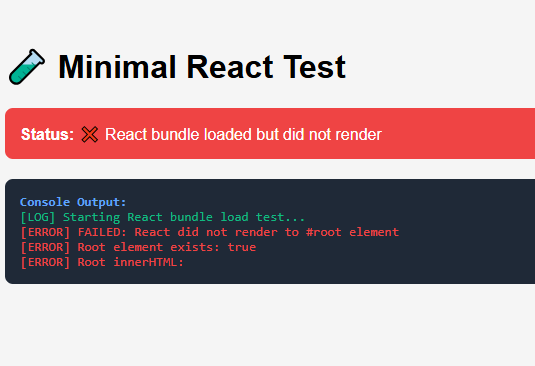 Minimal React Test
Status: ❌ React bundle loaded but did not render
Console Output:
[LOG] Starting React bundle load test...
[ERROR] FAILED: React did not render to #root element
[ERROR] Root element exists: true
[ERROR] Root innerHTML: